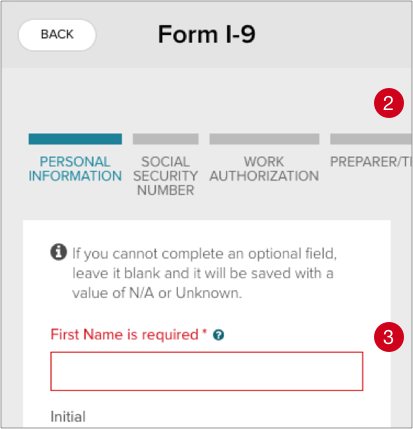 BACK
Form I-9
2
PERSONAL
INFORMATION
SOCIAL
SECURITY
NUMBER
WORK
AUTHORIZATION
PREPARER/T
If you cannot complete an optional field,
leave it blank and it will be saved with a
value of N/A or Unknown.
First Name is required * ?
3
Initial